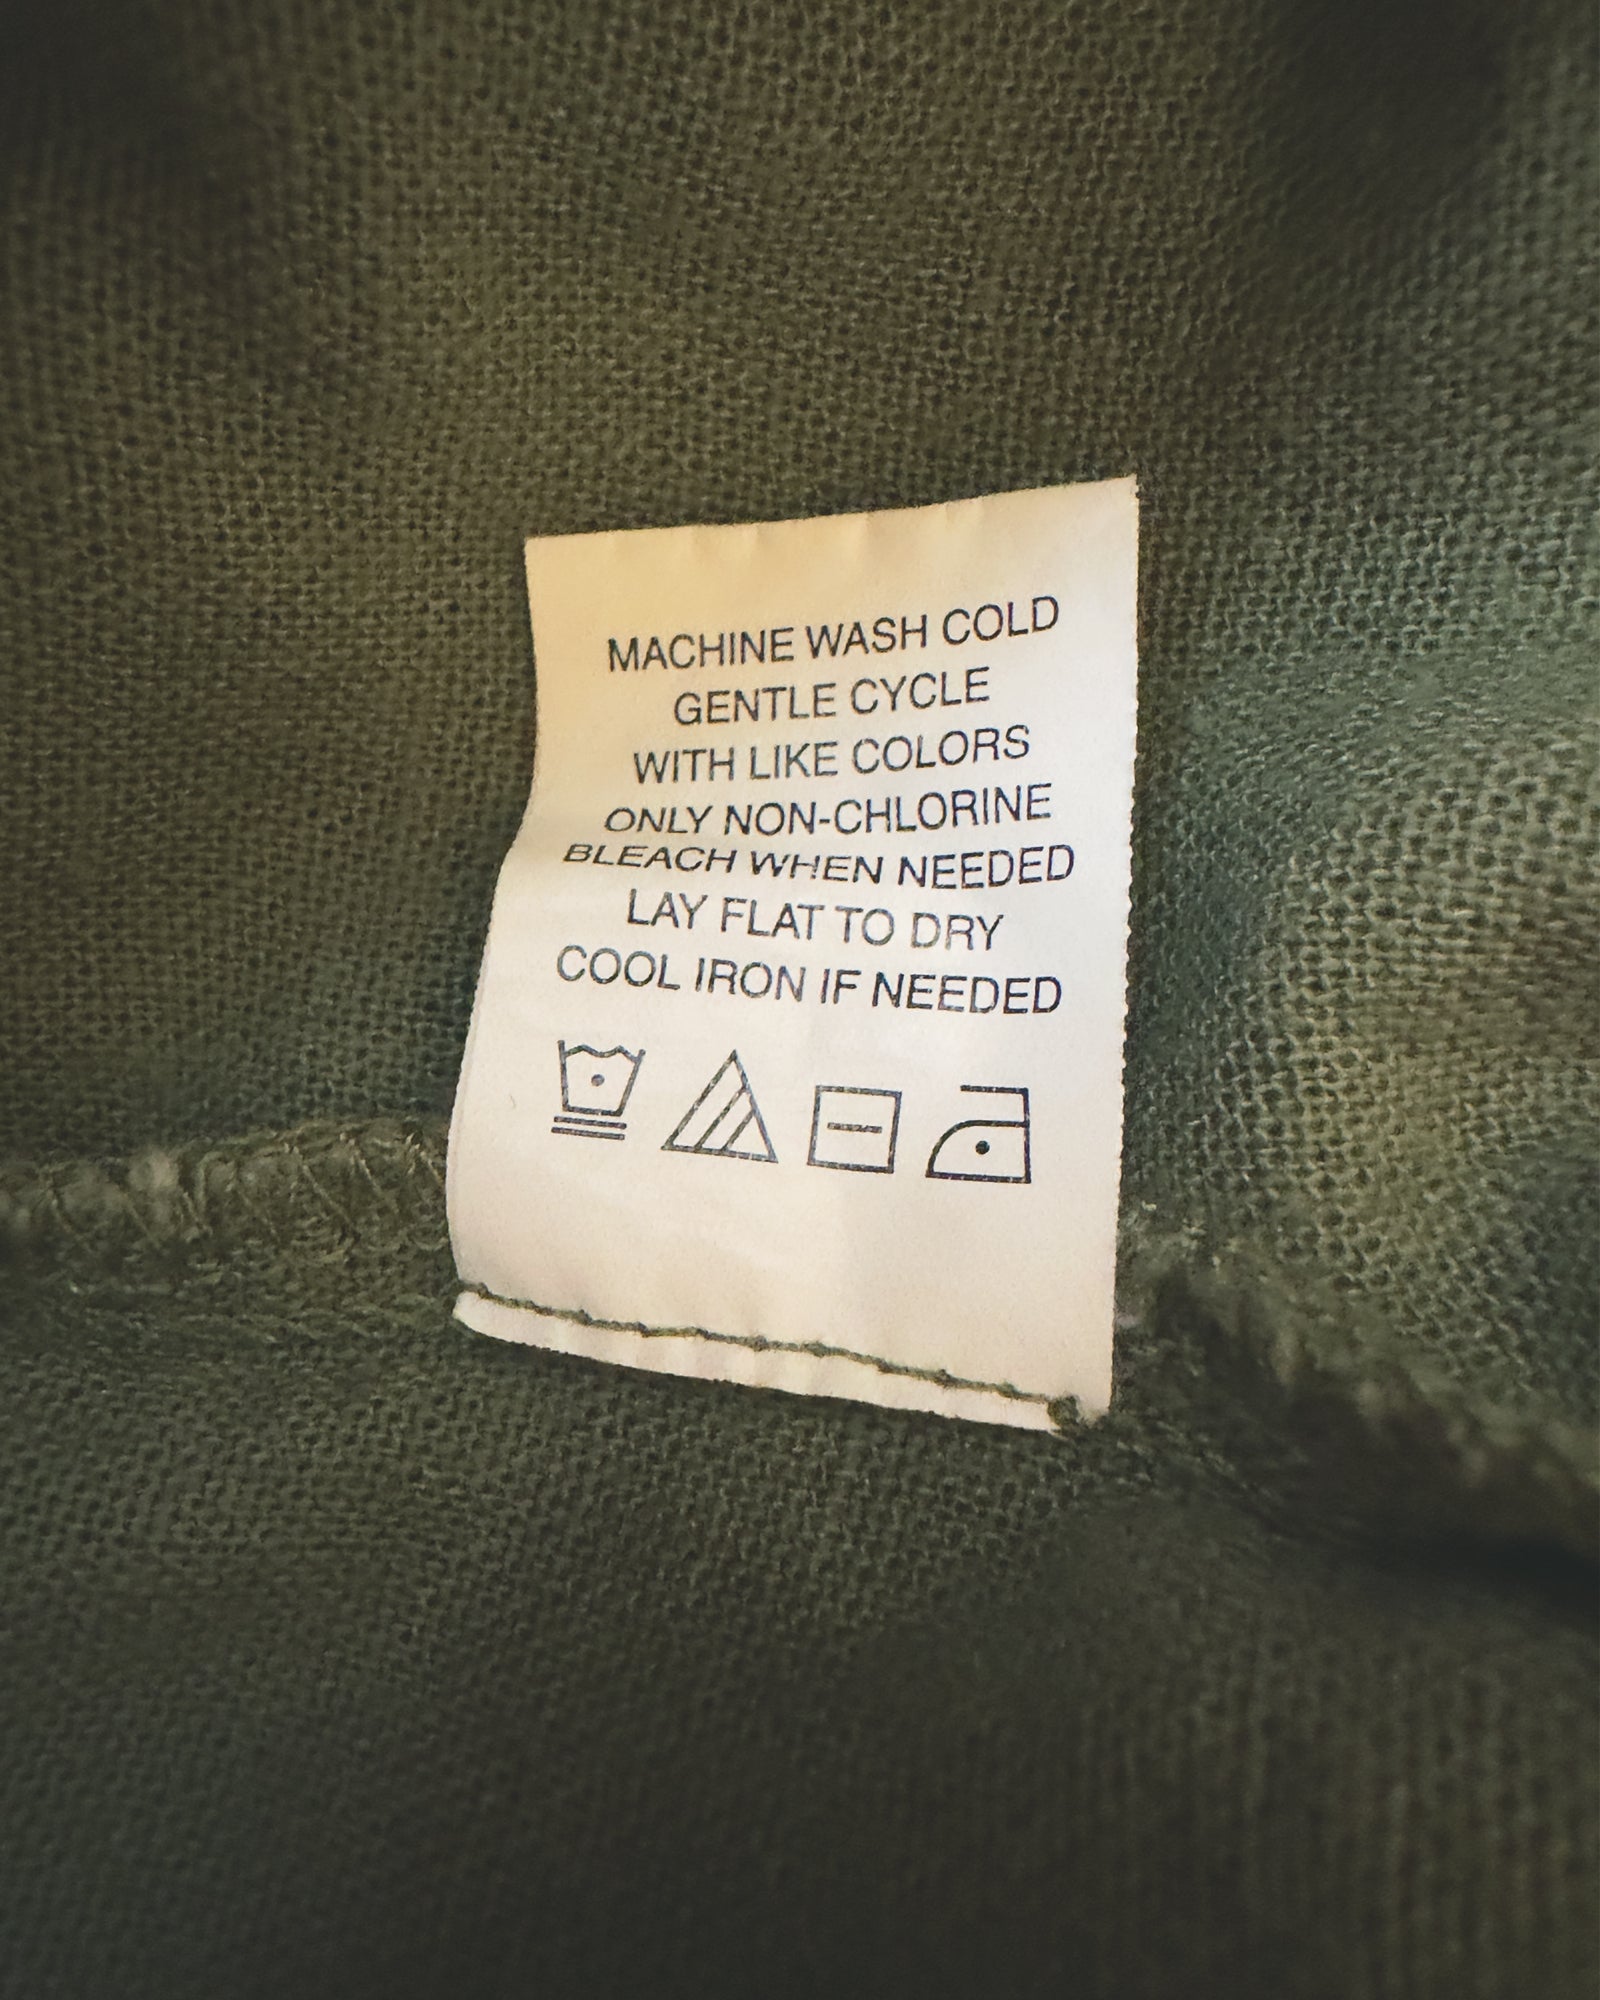 MACHINE WASH COLD
GENTLE CYCLE
WITH LIKE COLORS
ONLY NON-CHLORINE
BLEACH WHEN NEEDED
LAY FLAT TO DRY
COOL IRON IF NEEDED